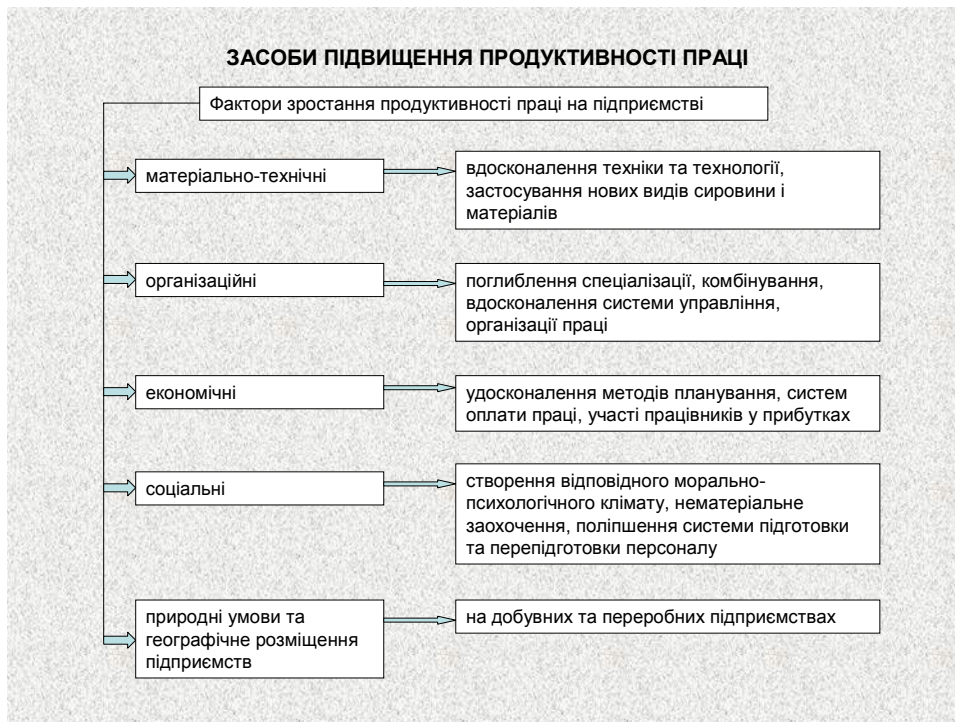 ЗАСОБИ ПІДВИЩЕННЯ ПРОДУКТИВНОСТІ ПРАЦІ
Фактори зростання продуктивності праці на підприємстві
матеріально-технічні
вдосконалення техніки та технології,
застосування нових видів сировини і
матеріалів
організаційні
поглиблення спеціалізації, комбінування,
вдосконалення системи управління,
організації праці
економічні
удосконалення методів планування, систем
оплати праці, участі працівників у прибутках
соціальні
створення відповідного морально-
психологічного клімату, нематеріальне
заохочення, поліпшення системи підготовки
та перепідготовки персоналу
природні умови та
географічне розміщення
підприємств
на добувних та переробних підприємствах